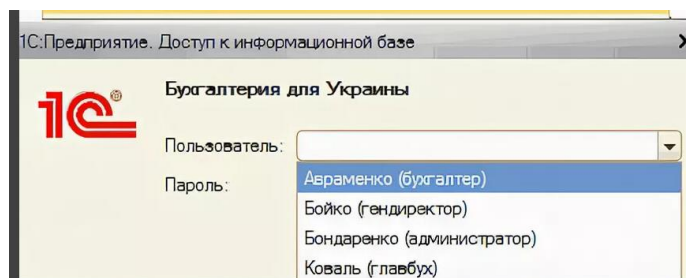 1С:Предприятие. Доступ к информационной базе
1С®
Бухгалтерия для Украины
Пользователь:
Пароль:
Авраменко (бухгалтер)
Бойко (гендиректор)
Бондаренко (администратор)
Коваль (главбух)